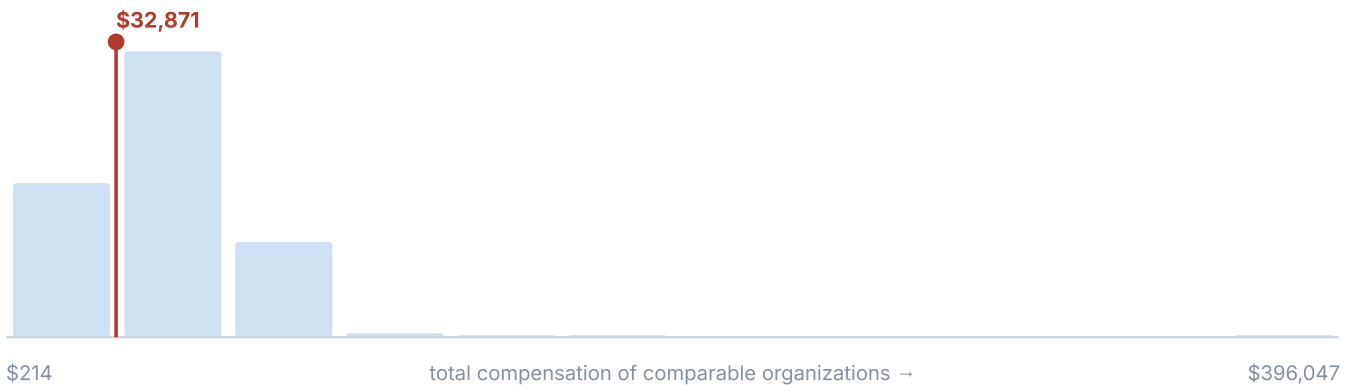 $32,871
$214
total compensation of comparable organizations →
$396,047